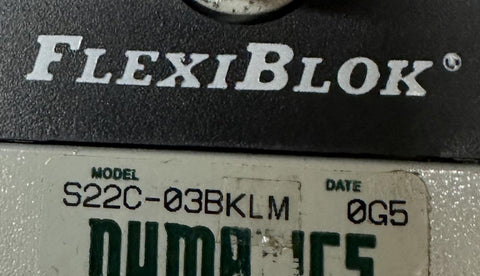 FLEXIBLOK®
MODEL DATE
S22C-03BKLM 0G5